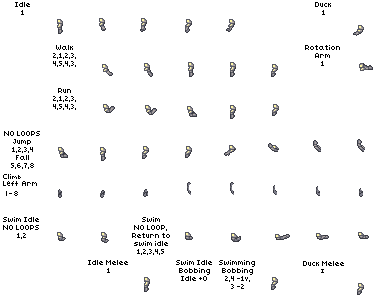 Idle
1
Duck
1
Walk
2,1,2,3,
4,5,4,3,
Rotation
Arm
1
Run
2,1,2,3,
4,5,4,3,
NO LOOPS
Jump
1,2,3,4
Fall
5,6,7,8
Climb
Left Arm
1-8
Swim Idle
NO LOOPS
1,2
Swim
NO LOOP,
Return to
swim idle
1,2,3,4,5
Swim Idle
Bobbing
Idle +0
Swimming
Bobbing
2,4 -1v,
3 -2
Idle Melee
1
Duck Melee
1